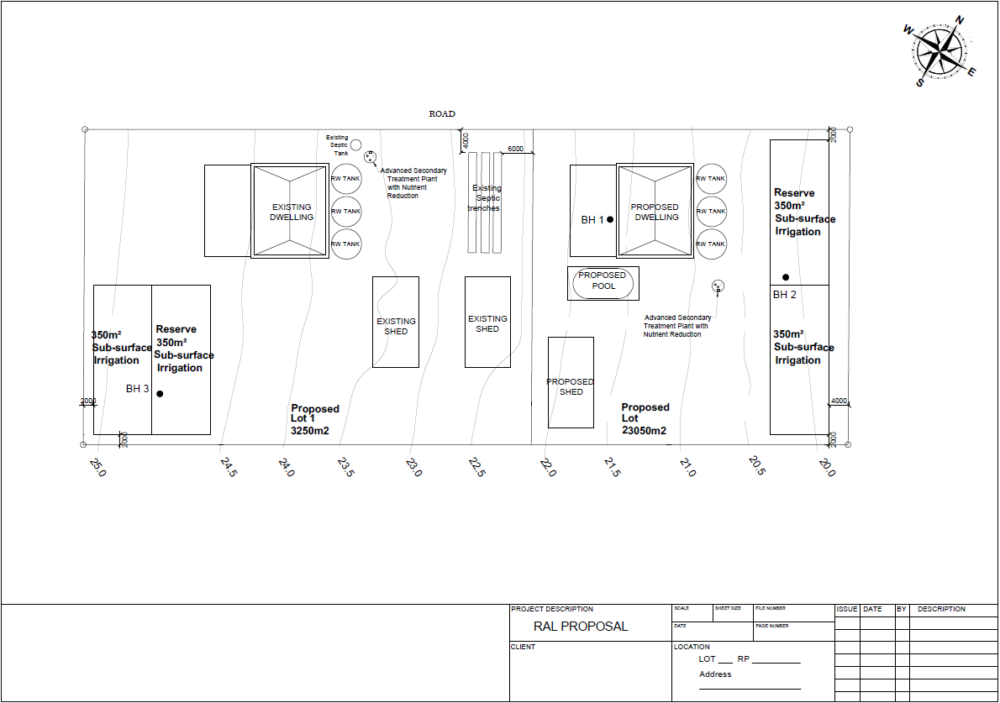 N
W
E
S
ROAD
Existing
Septic
Tank
Advanced Secondary
Treatment Plant
with Nutrient
Reduction
4000
6000
2000
EXISTING
DWELLING
RW TANK
RW TANK
RW TANK
Existing
Septic
trenches
BH 1
PROPOSED
DWELLING
RW TANK
RW TANK
RW TANK
Reserve
350m²
Sub-surface
Irrigation
PROPOSED
POOL
BH 2
EXISTING
SHED
EXISTING
SHED
Advanced Secondary
Treatment Plant with
Nutrient Reduction
350m²
Sub-surface
Irrigation
Reserve
350m²
Sub-surface
Irrigation
350m²
Sub-surface
Irrigation
BH 3
PROPOSED
SHED
2000
2000
4000
2000
Proposed
Lot 1
3250m2
Proposed
Lot
23050m2
25.0
24.5
24.0
23.5
23.0
22.5
22.0
21.5
21.0
20.5
20.0
PROJECT DESCRIPTION
RAL PROPOSAL
CLIENT
SCALE
SHEET SIZE
FILE NUMBER
DATE
PAGE NUMBER
LOCATION
LOT ___ RP __________
Address
ISSUE
DATE
BY
DESCRIPTION